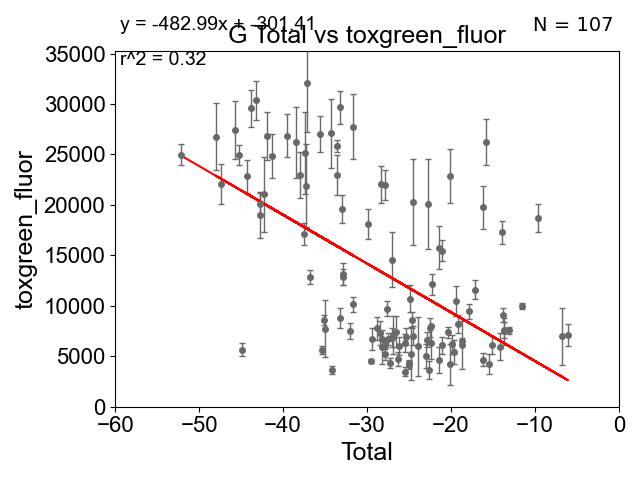 y = -482.99x + -301.41
N = 107
G Total vs toxgreen_fluor
r^2 = 0.32
35000
30000
25000
20000
15000
10000
5000
0
toxgreen_fluor
−60 −50 −40 −30 −20 −10 0
Total